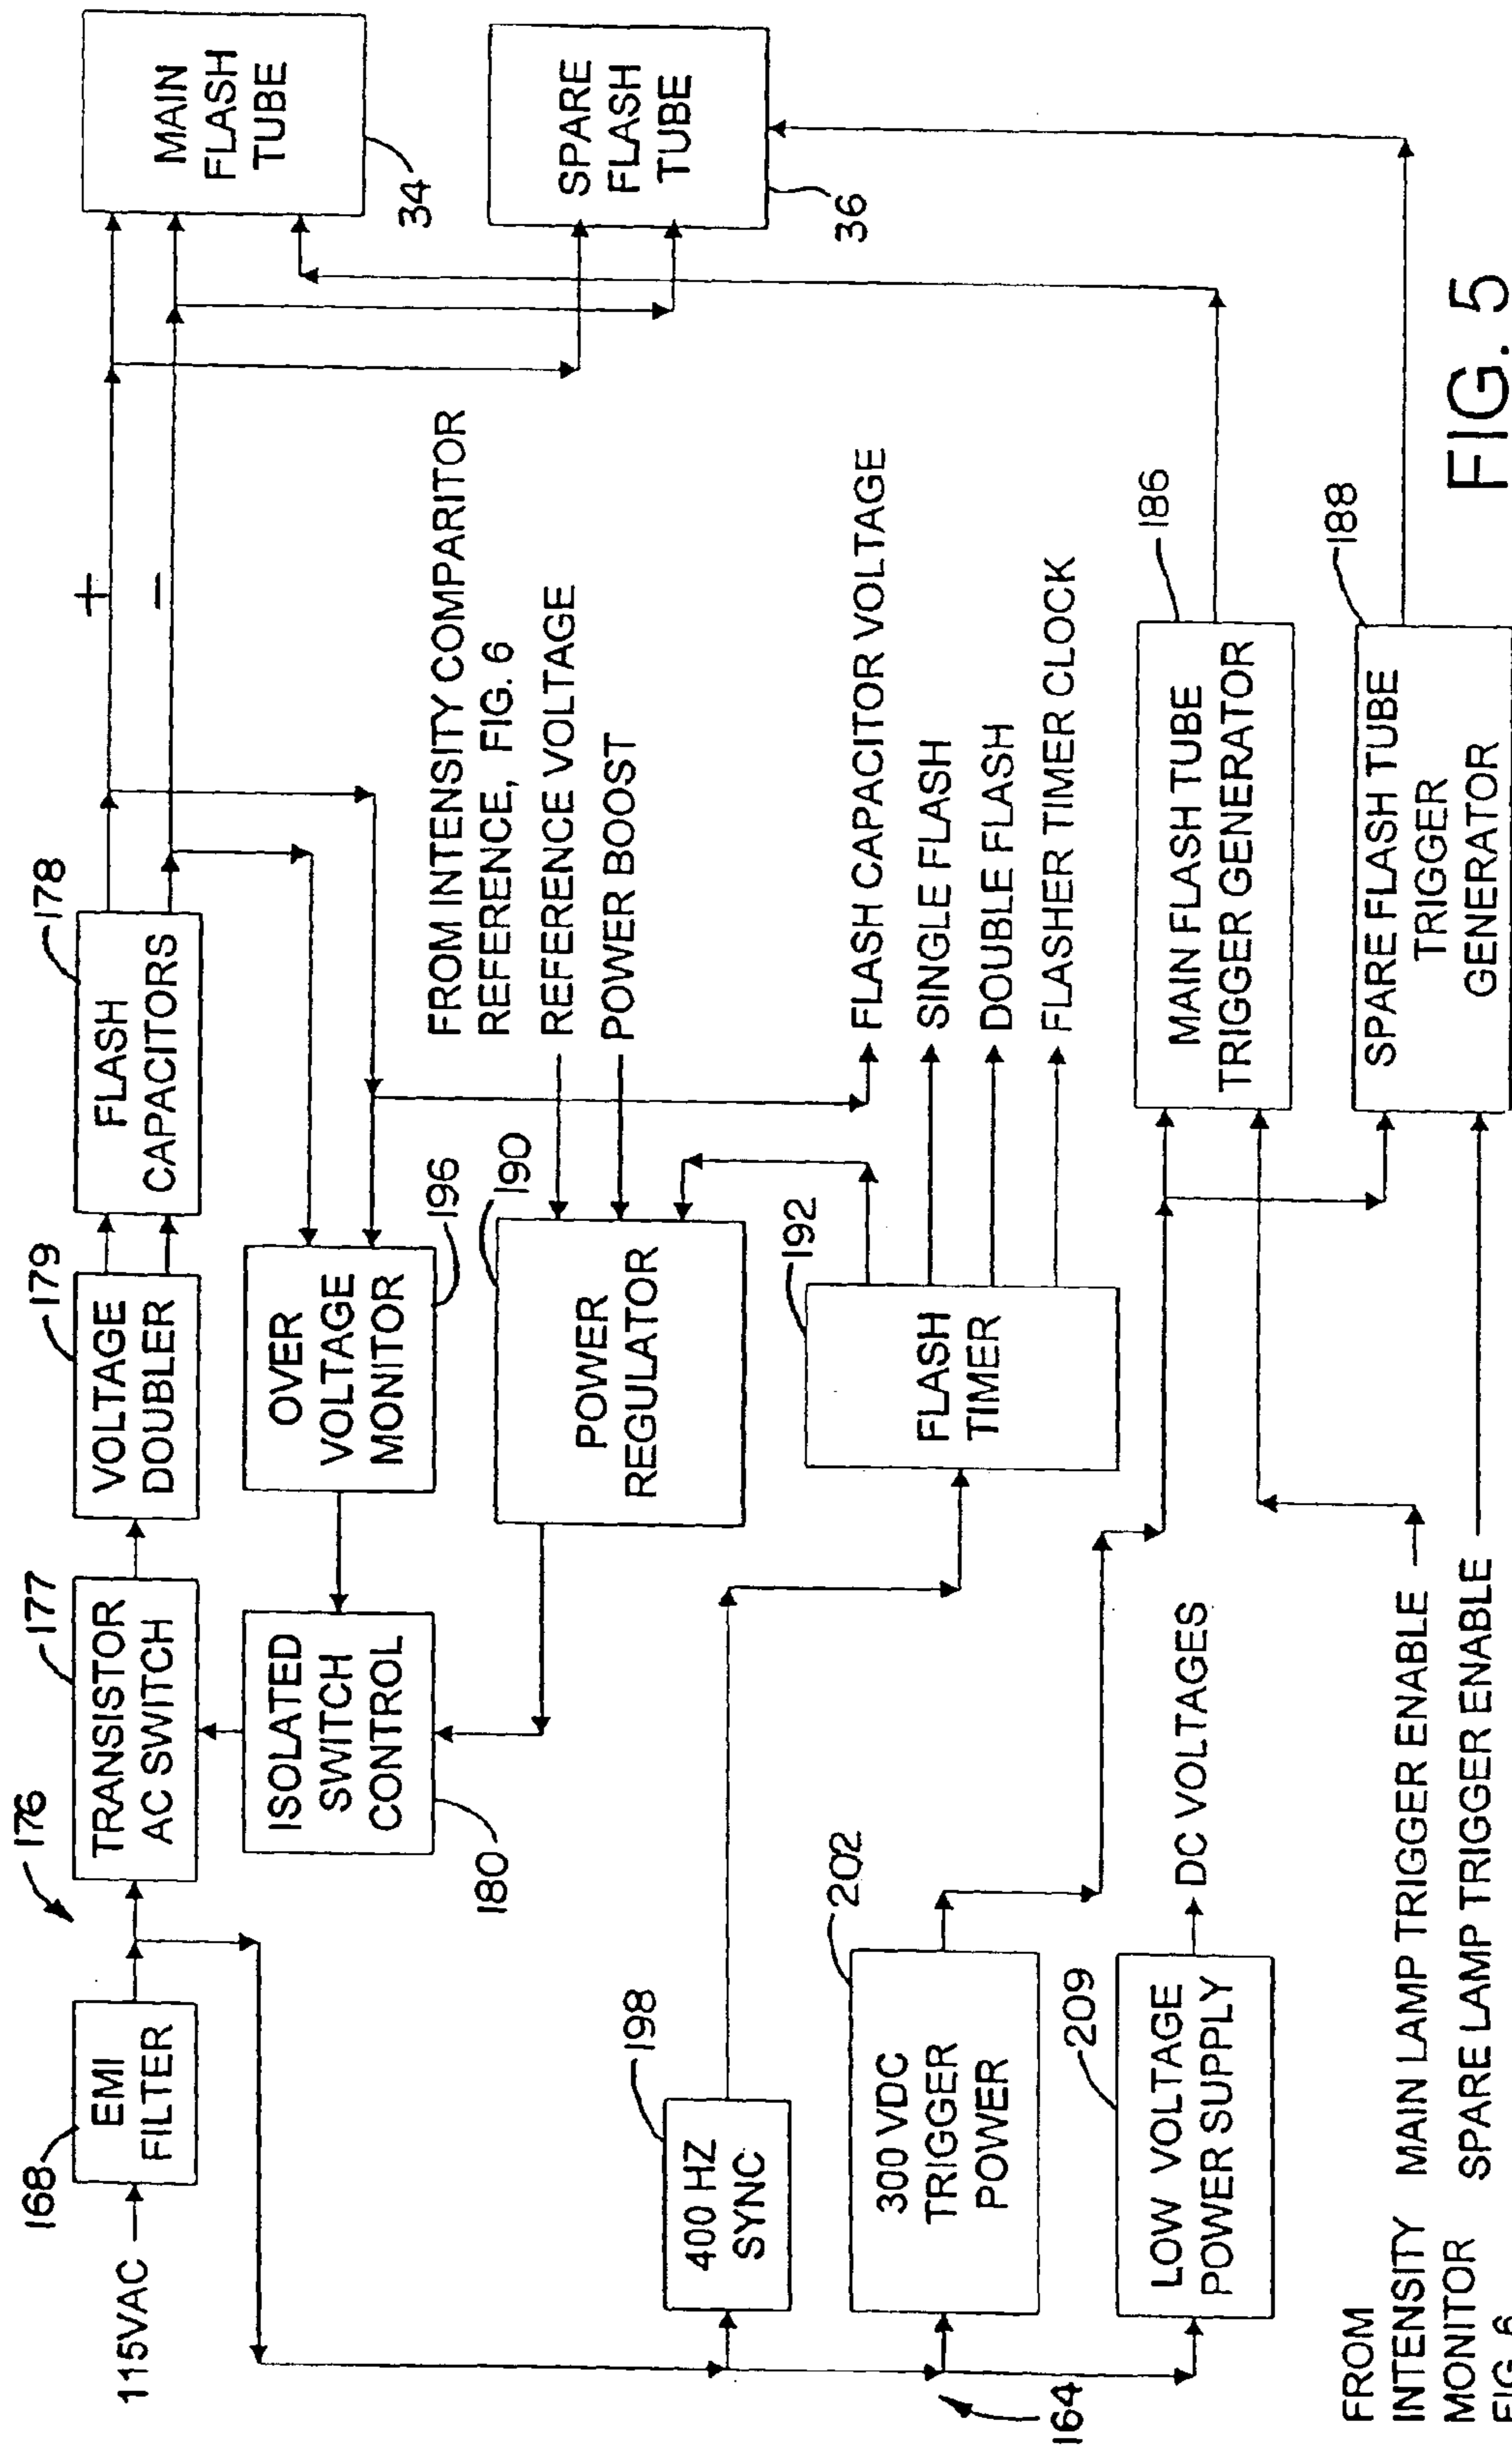 176
168
115VAC
EMI
FILTER
177
TRANSISTOR
AC SWITCH
179
VOLTAGE
DOUBLER
178
FLASH
CAPACITORS
+
−
MAIN
FLASH
TUBE
34
SPARE
FLASH
TUBE
36
ISOLATED
SWITCH
CONTROL
180
OVER
VOLTAGE
MONITOR
196
FROM INTENSITY COMPARITOR
REFERENCE, FIG. 6
REFERENCE VOLTAGE
POWER BOOST
190
POWER
REGULATOR
198
400 HZ
SYNC
192
FLASH
TIMER
FLASH CAPACITOR VOLTAGE
SINGLE FLASH
DOUBLE FLASH
FLASHER TIMER CLOCK
202
300 VDC
TRIGGER
POWER
164
209
LOW VOLTAGE
POWER SUPPLY
DC VOLTAGES
186
MAIN FLASH TUBE
TRIGGER GENERATOR
188
SPARE FLASH TUBE
TRIGGER
GENERATOR
FROM
INTENSITY
MONITOR
FIG. 6
MAIN LAMP TRIGGER ENABLE
SPARE LAMP TRIGGER ENABLE
FIG. 5